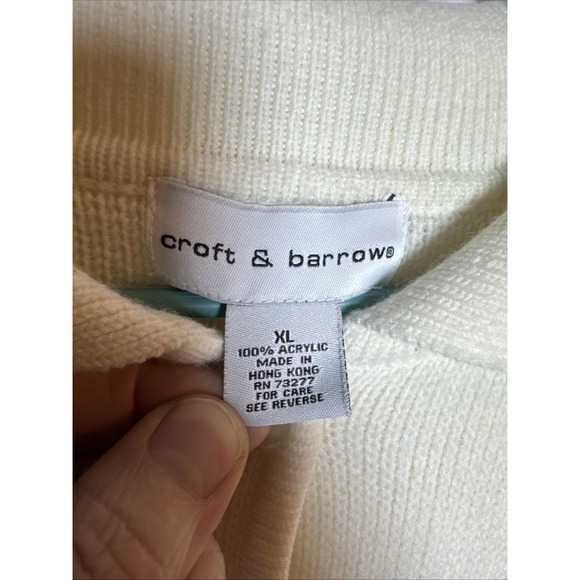 croft & barrow®
XL
100% ACRYLIC
MADE IN
HONG KONG
RN 73277
FOR CARE
SEE REVERSE